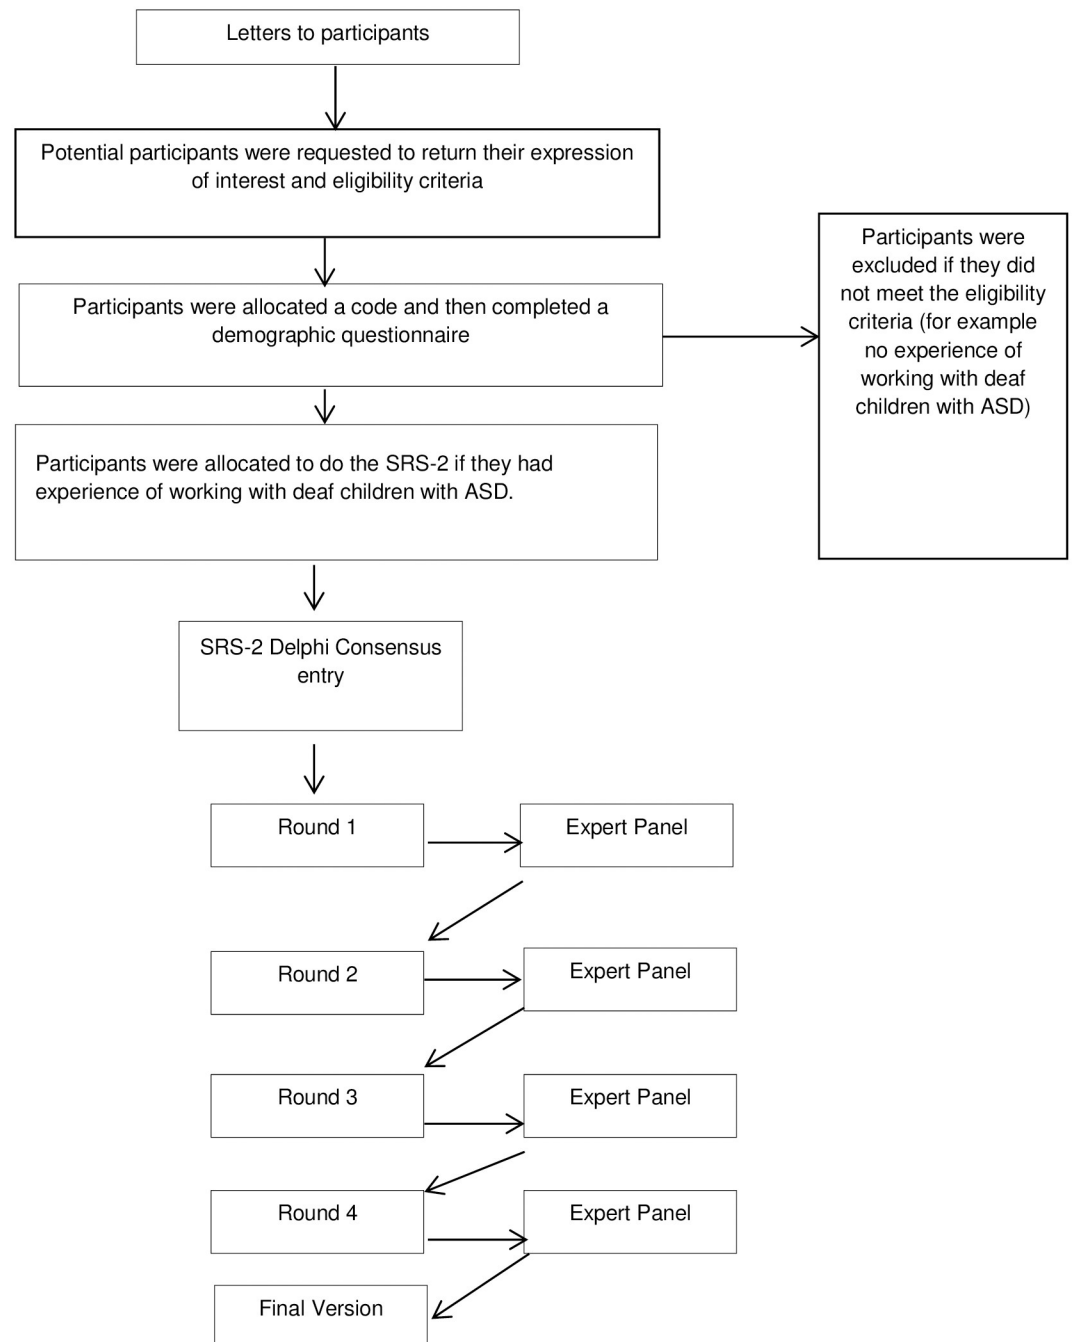 Letters to participants
Potential participants were requested to return their expression
of interest and eligibility criteria
Participants were allocated a code and then completed a
demographic questionnaire
Participants were
excluded if they did
not meet the eligibility
criteria (for example
no experience of
working with deaf
children with ASD)
Participants were allocated to do the SRS-2 if they had
experience of working with deaf children with ASD.
SRS-2 Delphi Consensus
entry
Round 1
Expert Panel
Round 2
Expert Panel
Round 3
Expert Panel
Round 4
Expert Panel
Final Version